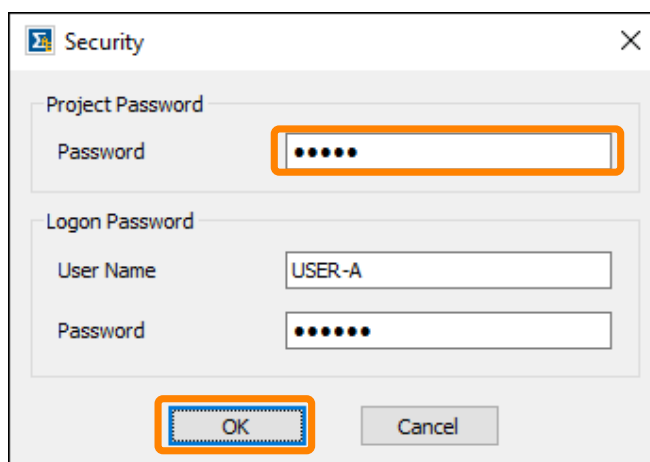 Security
Project Password
Password •••••
Logon Password
User Name USER-A
Password ••••••
OK Cancel